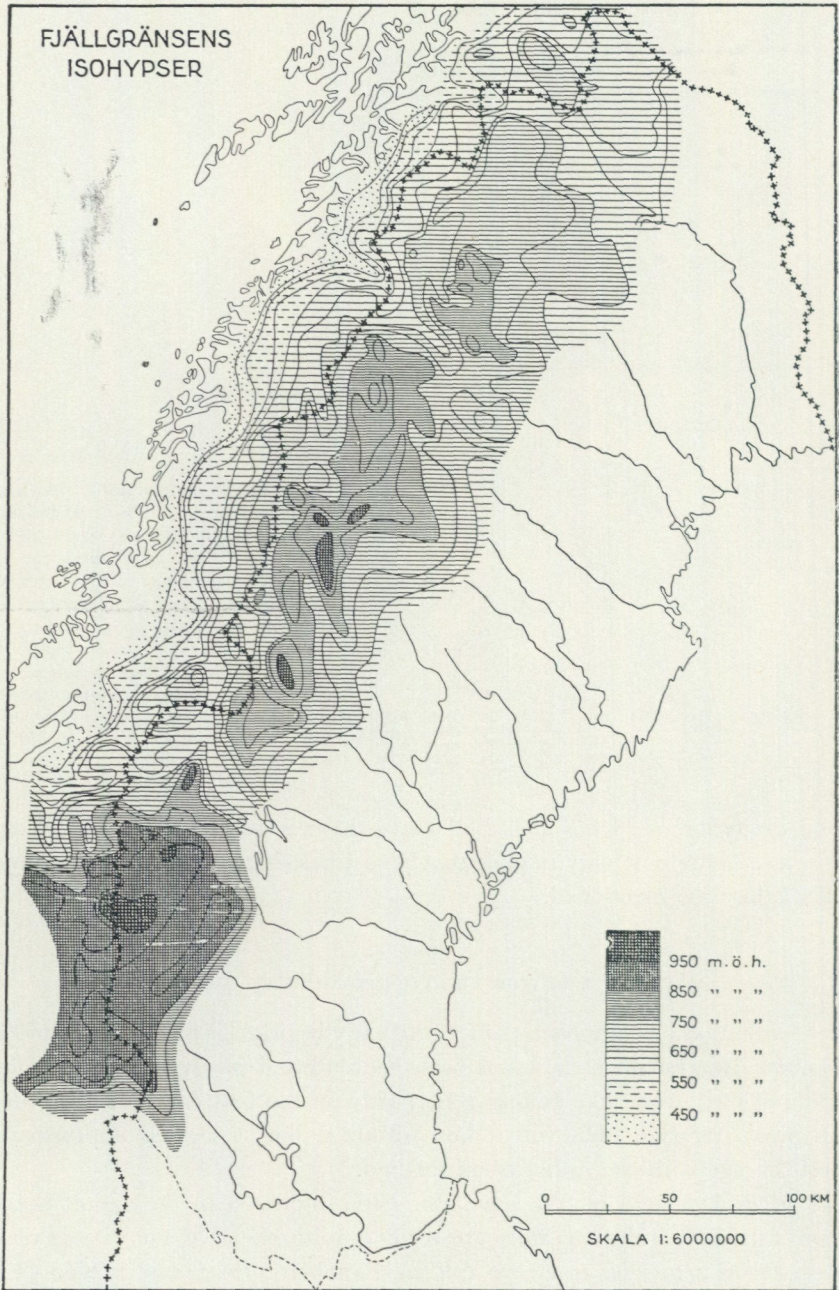 FJÄLLGRÄNSENS
ISOHYPSER
950 m. ö. h.
850 " " "
750 " " "
650 " " "
550 " " "
450 " " "
0 50 100 KM
SKALA 1:6000000